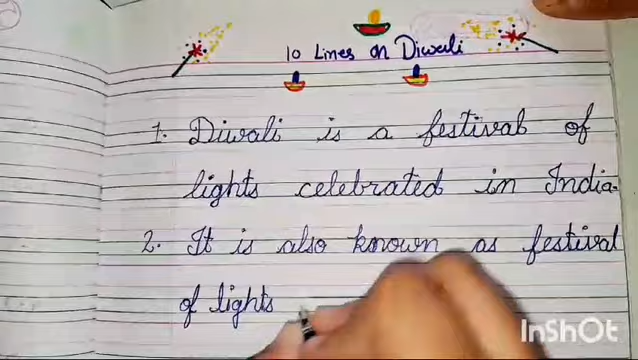 10 Lines on Diwali
1. Diwali is a festival of
lights celebrated in India.
2. It is also known as festival
of lights
InShOt